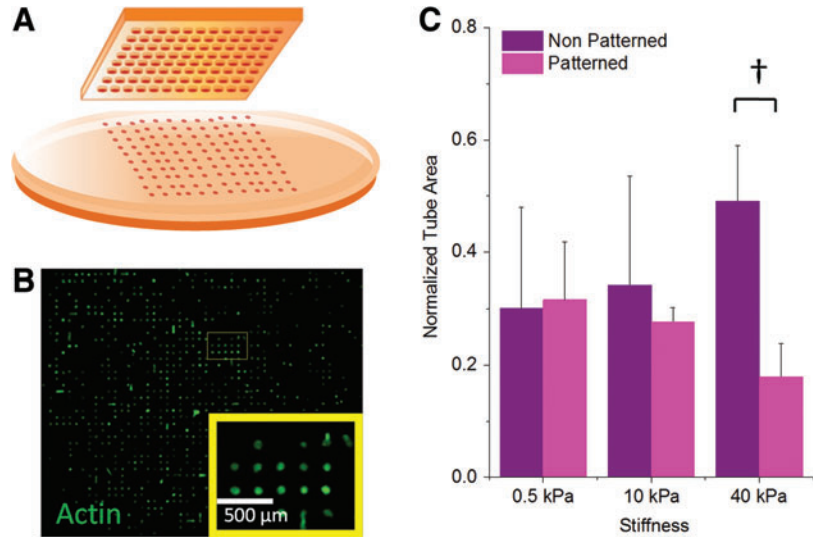 A
B
Actin
500 µm
C
Non Patterned
Patterned
†
Normalized Tube Area
0.8
0.6
0.4
0.2
0.0
0.5 kPa 10 kPa 40 kPa
Stiffness